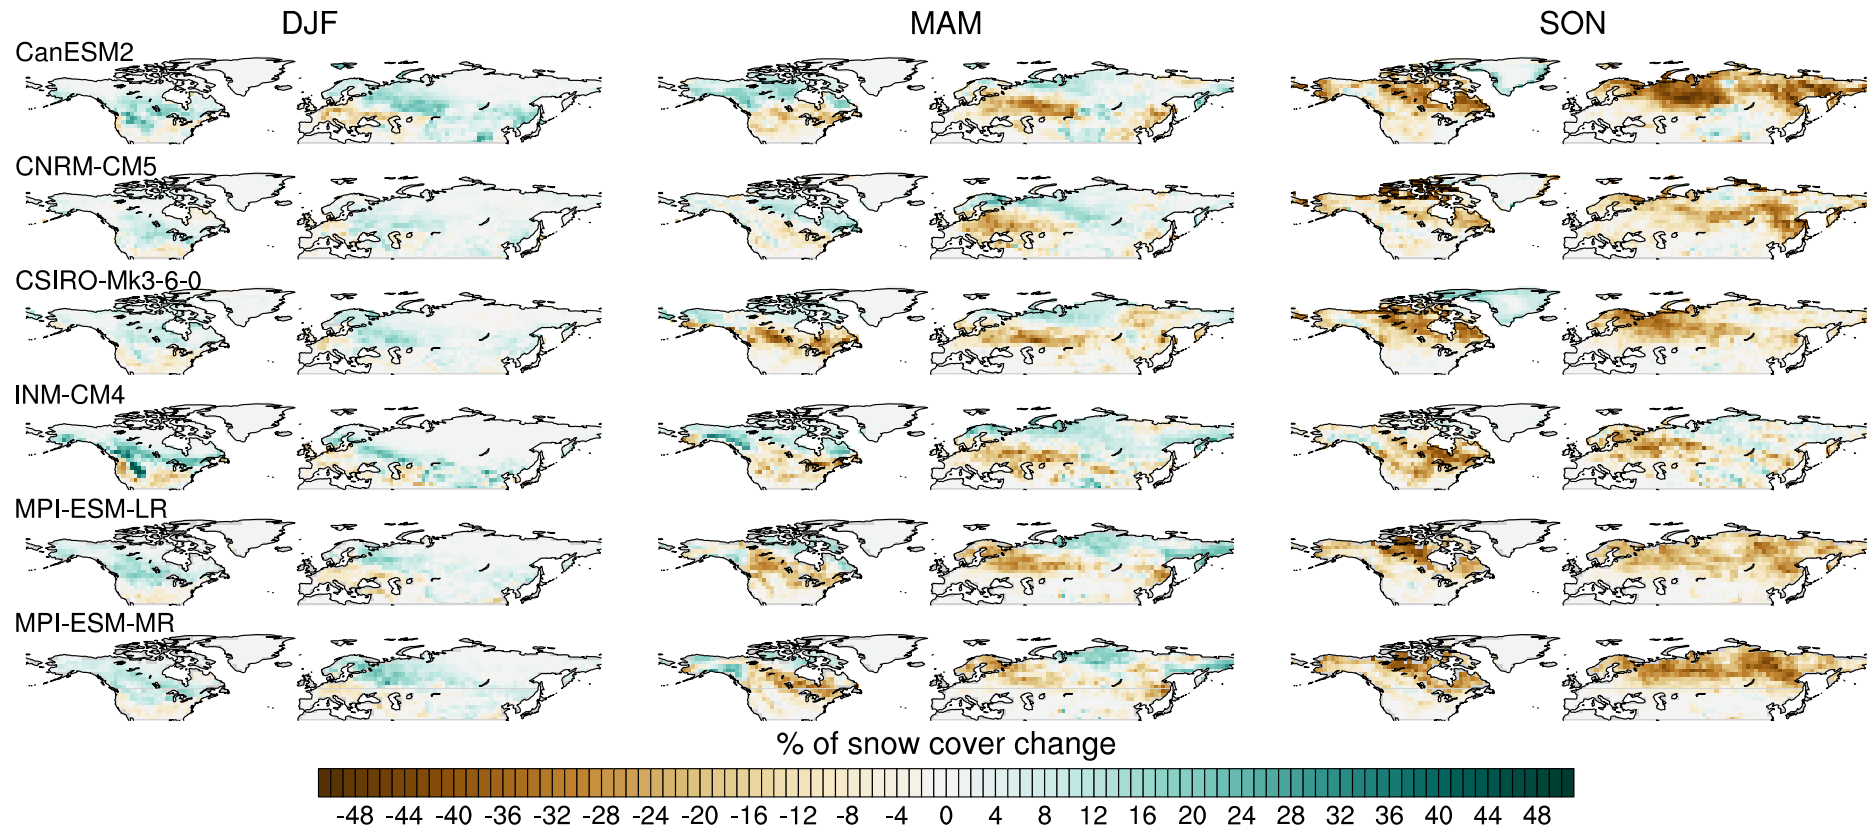 DJF MAM SON
CanESM2
CNRM-CM5
CSIRO-Mk3-6-0
INM-CM4
MPI-ESM-LR
MPI-ESM-MR
% of snow cover change
-48 -44 -40 -36 -32 -28 -24 -20 -16 -12 -8 -4 0 4 8 12 16 20 24 28 32 36 40 44 48